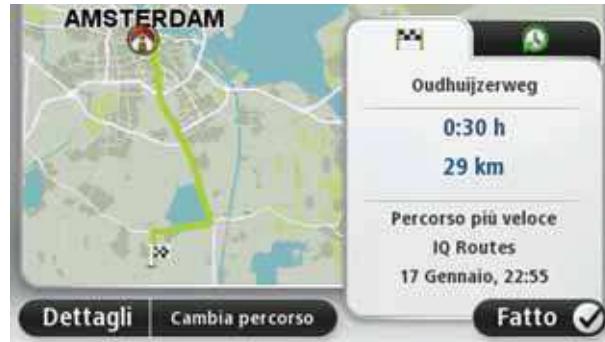 AMSTERDAM
Oudhuijzerweg
0:30 h
29 km
Percorso più veloce
IQ Routes
17 Gennaio, 22:55
Dettagli
Cambia percorso
Fatto